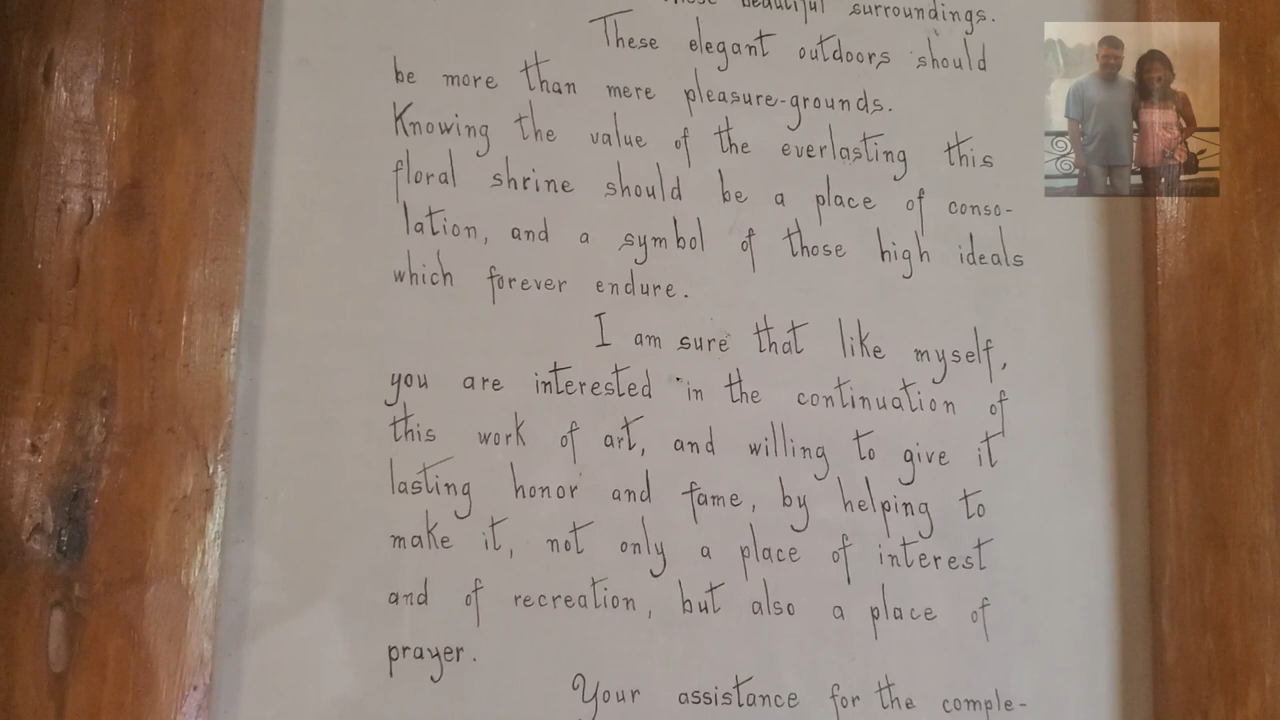 beautiful surroundings.
These elegant outdoors should
be more than mere pleasure-grounds.
Knowing the value of the everlasting this
floral shrine should be a place of conso-
lation, and a symbol of those high ideals
which forever endure.
I am sure that like myself,
you are interested in the continuation of
this work of art, and willing to give it
lasting honor and fame, by helping to
make it, not only a place of interest
and of recreation, but also a place of
prayer.
Your assistance for the comple-